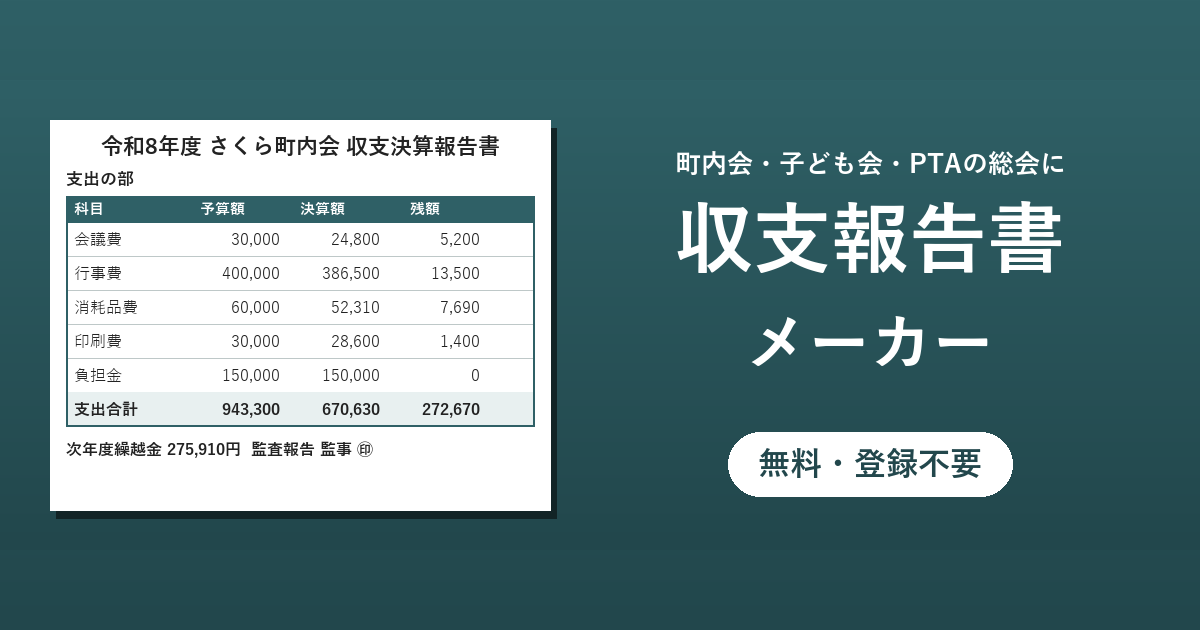 令和8年度 さくら町内会 収支決算報告書
支出の部
科目 予算額 決算額 残額
会議費 30,000 24,800 5,200
行事費 400,000 386,500 13,500
消耗品費 60,000 52,310 7,690
印刷費 30,000 28,600 1,400
負担金 150,000 150,000 0
支出合計 943,300 670,630 272,670
次年度繰越金 275,910円 監査報告 監事 ㊞
町内会・子ども会・PTAの総会に
収支報告書
メーカー
無料・登録不要